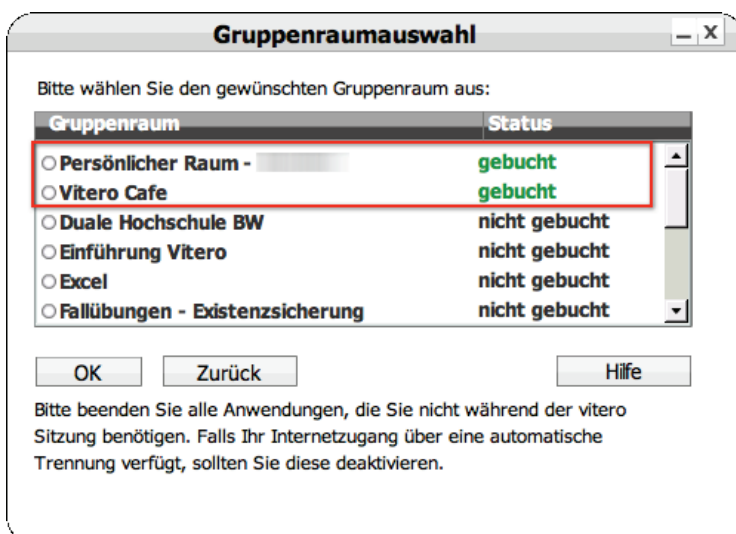 Gruppenraumauswahl
Bitte wählen Sie den gewünschten Gruppenraum aus:
Gruppenraum Status
Persönlicher Raum - gebucht
Vitero Cafe gebucht
Duale Hochschule BW nicht gebucht
Einführung Vitero nicht gebucht
Excel nicht gebucht
Fallübungen - Existenzsicherung nicht gebucht
OK Zurück Hilfe
Bitte beenden Sie alle Anwendungen, die Sie nicht während der vitero
Sitzung benötigen. Falls Ihr Internetzugang über eine automatische
Trennung verfügt, sollten Sie diese deaktivieren.